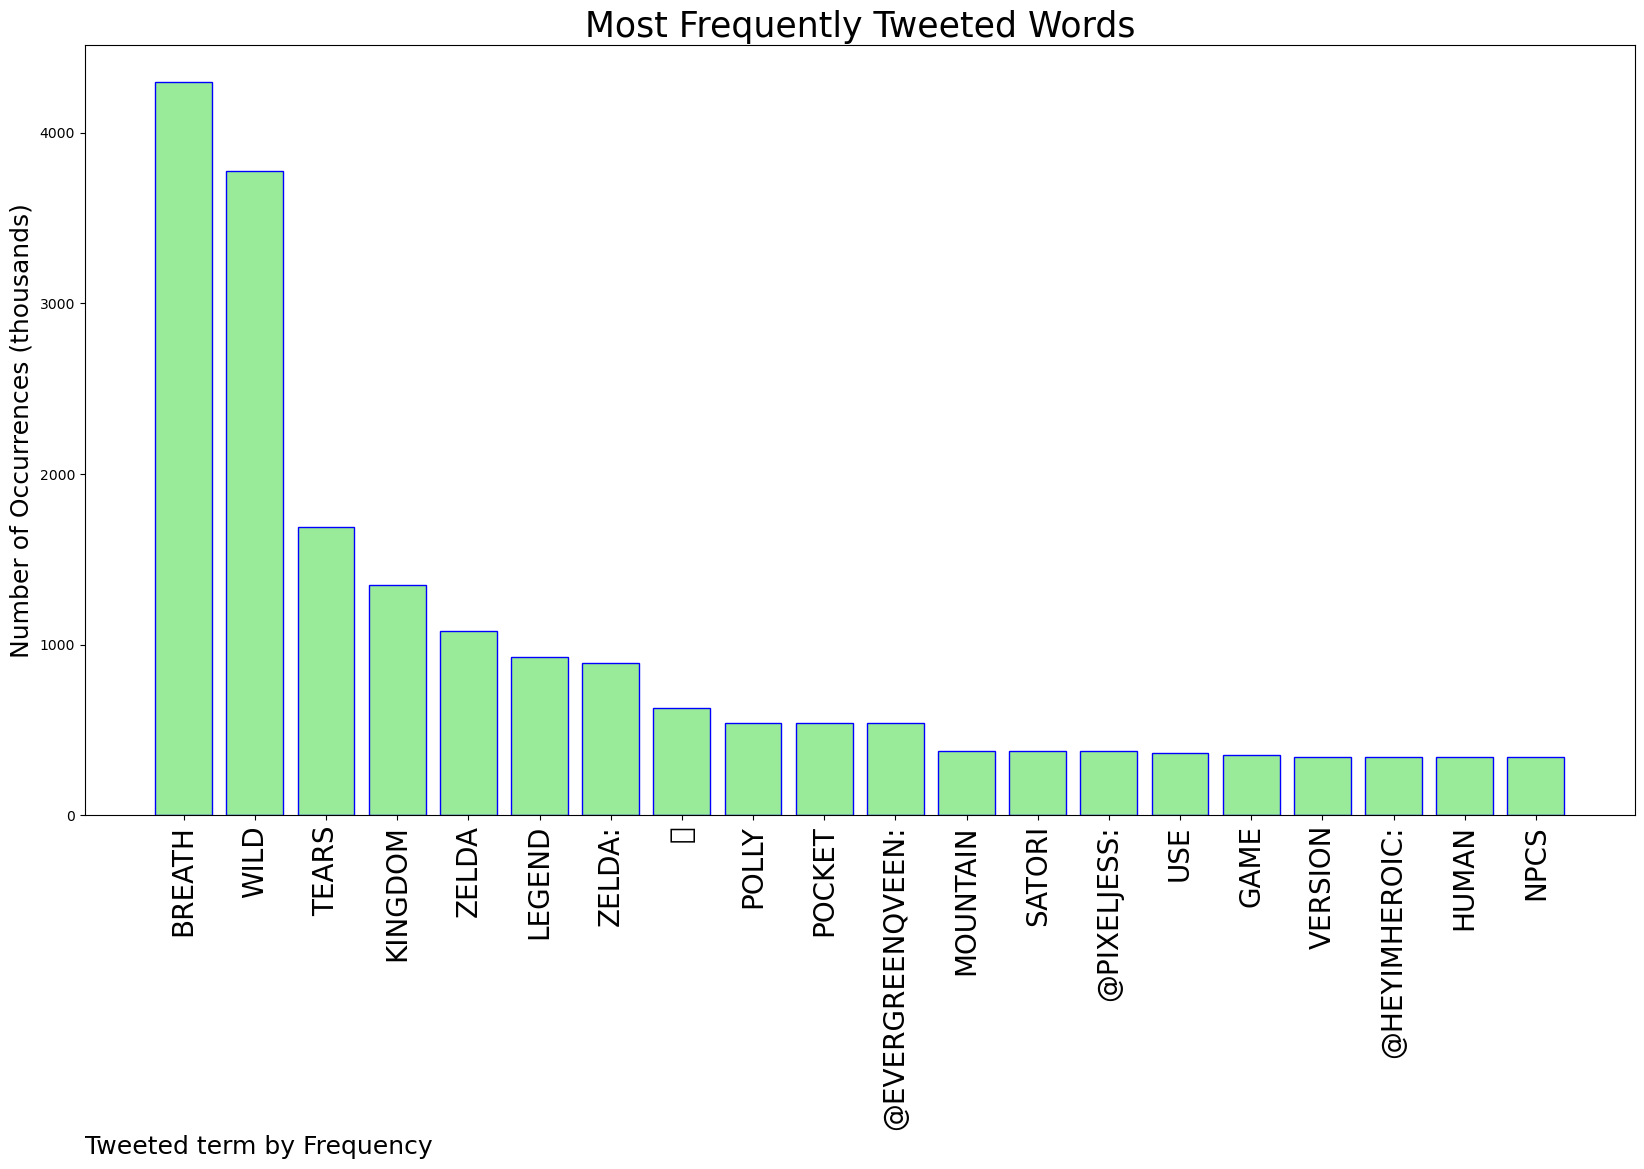 Most Frequently Tweeted Words
Number of Occurrences (thousands)
4000
3000
2000
1000
0
BREATH
WILD
TEARS
KINGDOM
ZELDA
LEGEND
ZELDA:
POLLY
POCKET
@EVERGREENQVEEN:
MOUNTAIN
SATORI
@PIXELJESS:
USE
GAME
VERSION
@HEYIMHEROIC:
HUMAN
NPCS
Tweeted term by Frequency